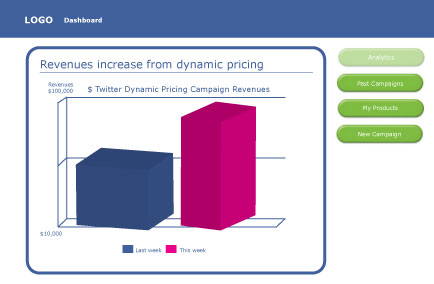 LOGO Dashboard
Revenues increase from dynamic pricing
Revenues
$100,000
$ Twitter Dynamic Pricing Campaign Revenues
$10,000
Last week This week
Analytics
Past Campaigns
My Products
New Campaign